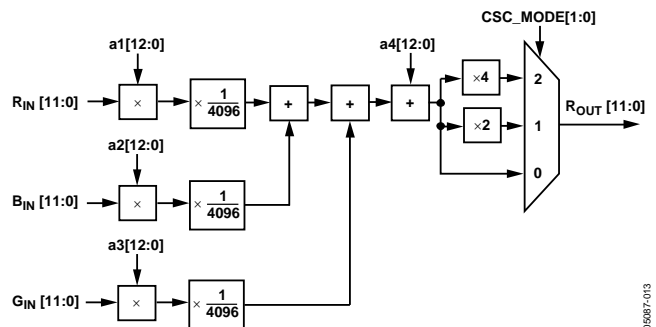 CSC_MODE[1:0]
a1[12:0]
a4[12:0]
R_IN [11:0]
×
× 1/4096
+
+
+
×4
2
R_OUT [11:0]
×2
1
0
a2[12:0]
B_IN [11:0]
×
× 1/4096
a3[12:0]
G_IN [11:0]
×
× 1/4096
05087-013